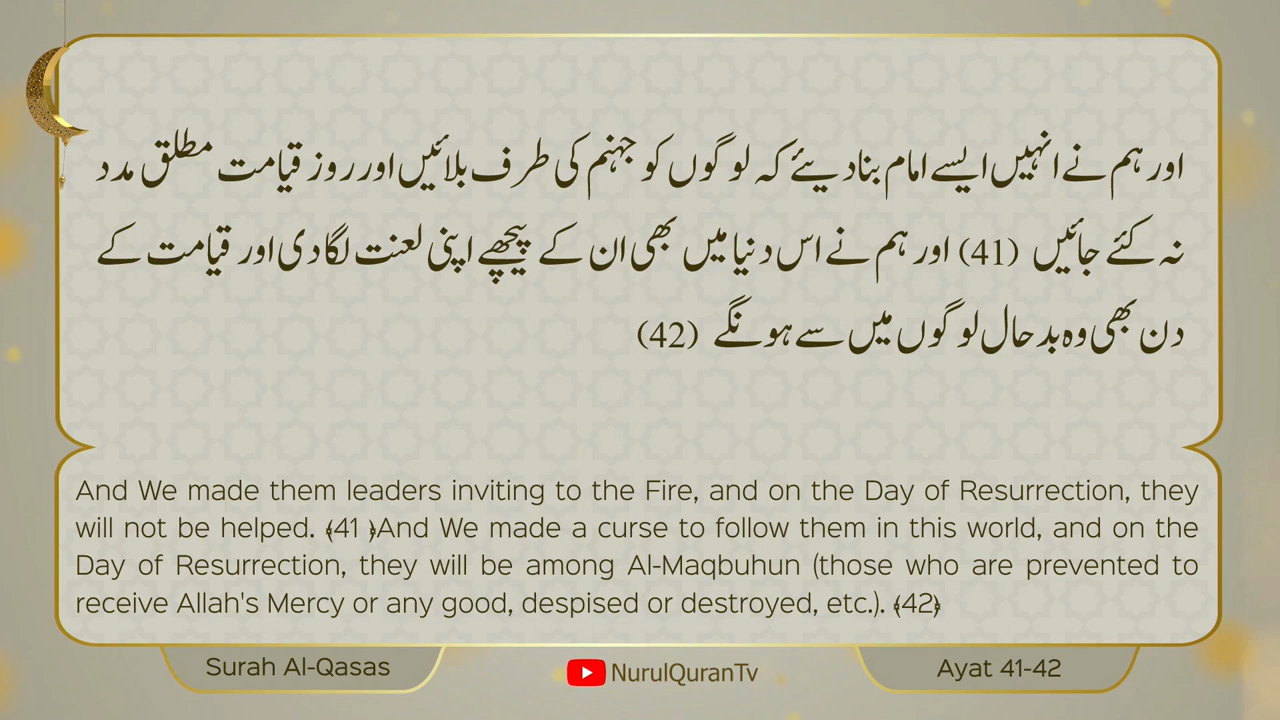 اور ہم نے انہیں ایسے امام بنا دیئے کہ لوگوں کو جہنم کی طرف بلائیں اور روز قیامت مطلق مدد
نہ کئے جائیں (41) اور ہم نے اس دنیا میں بھی ان کے پیچھے اپنی لعنت لگا دی اور قیامت کے
دن بھی وہ بدحال لوگوں میں سے ہونگے (42)
And We made them leaders inviting to the Fire, and on the Day of Resurrection, they
will not be helped. ﴾41 ﴿And We made a curse to follow them in this world, and on the
Day of Resurrection, they will be among Al-Maqbuhun (those who are prevented to
receive Allah's Mercy or any good, despised or destroyed, etc.). ﴾42﴿
Surah Al-Qasas
NurulQuranTv
Ayat 41-42